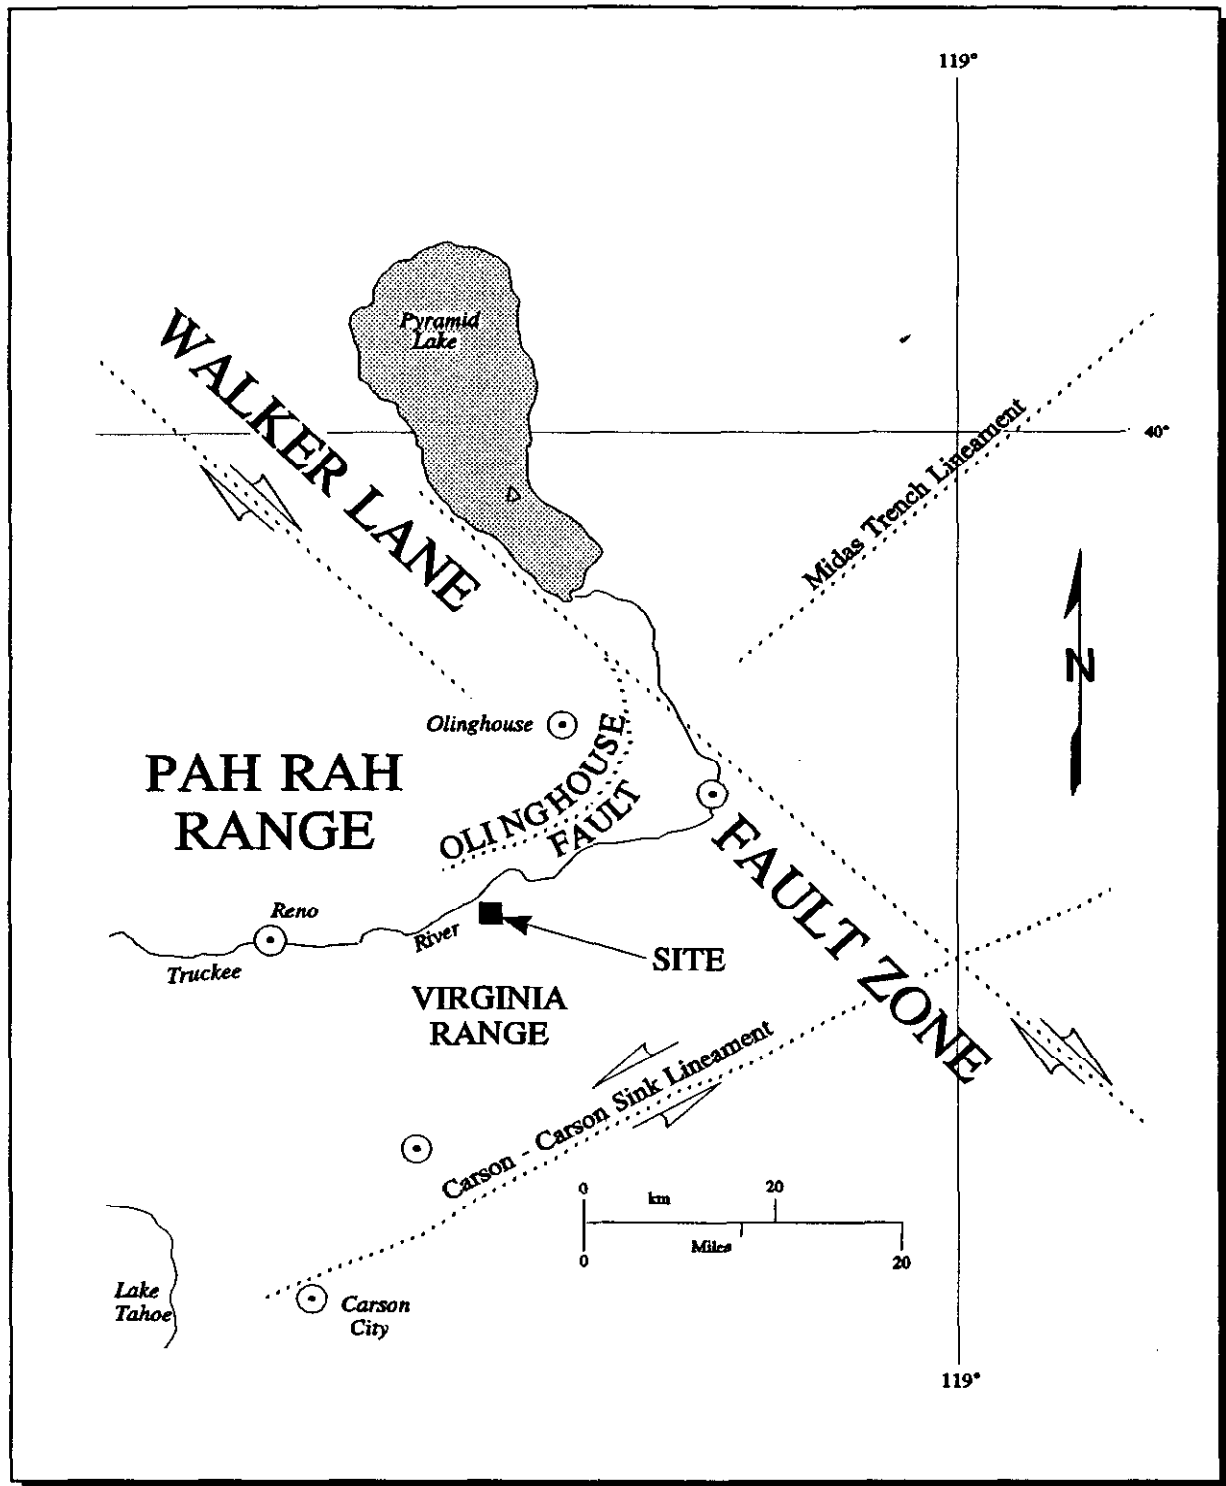 119°
Pyramid
Lake
WALKER LANE
Midas Trench Lineament
40°
N
Olinghouse
OLINGHOUSE
FAULT
PAH RAH
RANGE
FAULT ZONE
Reno
River
Truckee
SITE
VIRGINIA
RANGE
Carson - Carson Sink Lineament
0 km 20
0 Miles 20
Lake
Tahoe
Carson
City
119°